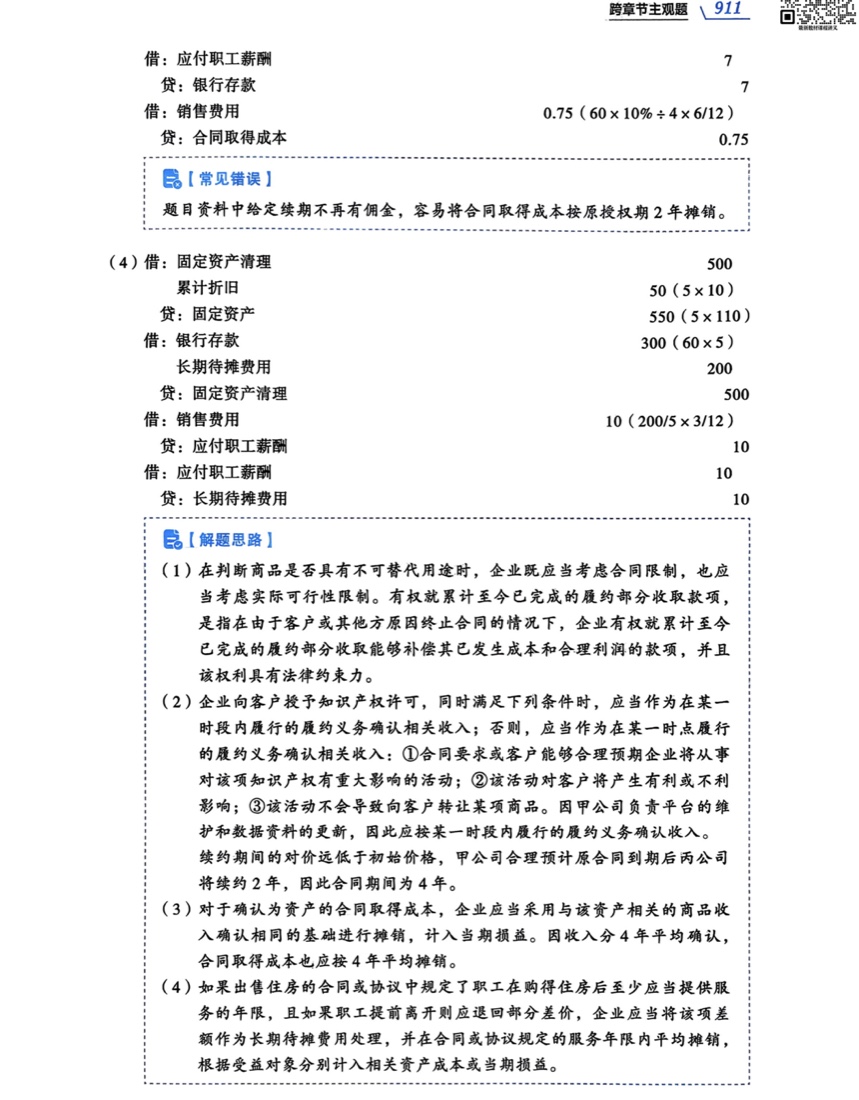 跨章节主观题 911
借：应付职工薪酬 7
贷：银行存款 7
借：销售费用 0.75（60×10%÷4×6/12）
贷：合同取得成本 0.75
【常见错误】
题目资料中给定续期不再有佣金，容易将合同取得成本按原授权期2年摊销。
（4）借：固定资产清理 500
累计折旧 50（5×10）
贷：固定资产 550（5×110）
借：银行存款 300（60×5）
长期待摊费用 200
贷：固定资产清理 500
借：销售费用 10（200/5×3/12）
贷：应付职工薪酬 10
借：应付职工薪酬 10
贷：长期待摊费用 10
【解题思路】
（1）在判断商品是否具有不可替代用途时，企业既应当考虑合同限制，也应
当考虑实际可行性限制。有权就累计至今已完成的履约部分收取款项，
是指在由于客户或其他方原因终止合同的情况下，企业有权就累计至今
已完成的履约部分收取能够补偿其已发生成本和合理利润的款项，并且
该权利具有法律约束力。
（2）企业向客户授予知识产权许可，同时满足下列条件时，应当作为在某一
时段内履行的履约义务确认相关收入；否则，应当作为在某一时点履行
的履约义务确认相关收入：①合同要求或客户能够合理预期企业将从事
对该项知识产权有重大影响的活动；②该活动对客户将产生有利或不利
影响；③该活动不会导致向客户转让某项商品。因甲公司负责平台的维
护和数据资料的更新，因此应按某一时段内履行的履约义务确认收入。
续约期间的对价远低于初始价格，甲公司合理预计原合同到期后丙公司
将续约2年，因此合同期间为4年。
（3）对于确认为资产的合同取得成本，企业应当采用与该资产相关的商品收
入确认相同的基础进行摊销，计入当期损益。因收入分4年平均确认，
合同取得成本也应按4年平均摊销。
（4）如果出售住房的合同或协议中规定了职工在购得住房后至少应当提供服
务的年限，且如果职工提前离开则应退回部分差价，企业应当将该项差
额作为长期待摊费用处理，并在合同或协议规定的服务年限内平均摊销，
根据受益对象分别计入相关资产成本或当期损益。